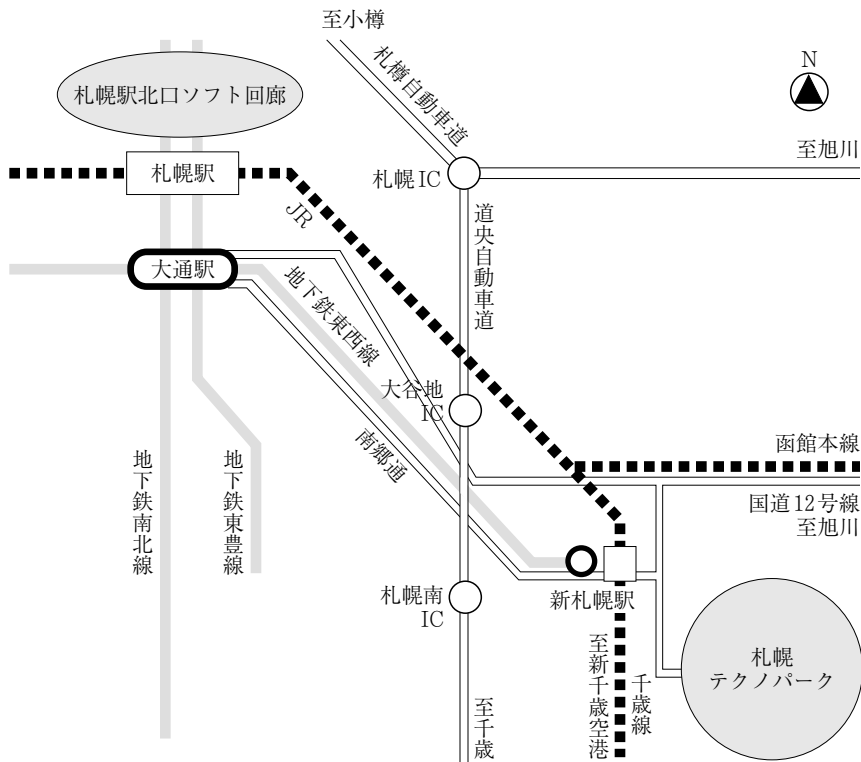 至小樽
札樽自動車道
N
札幌駅北口ソフト回廊
至旭川
札幌駅
札幌IC
JR
道央自動車道
大通駅
地下鉄東西線
大谷地
IC
南郷通
函館本線
国道12号線
至旭川
地下鉄南北線
地下鉄東豊線
札幌南
IC
新札幌駅
至新千歳空港
千歳線
札幌
テクノパーク
至千歳